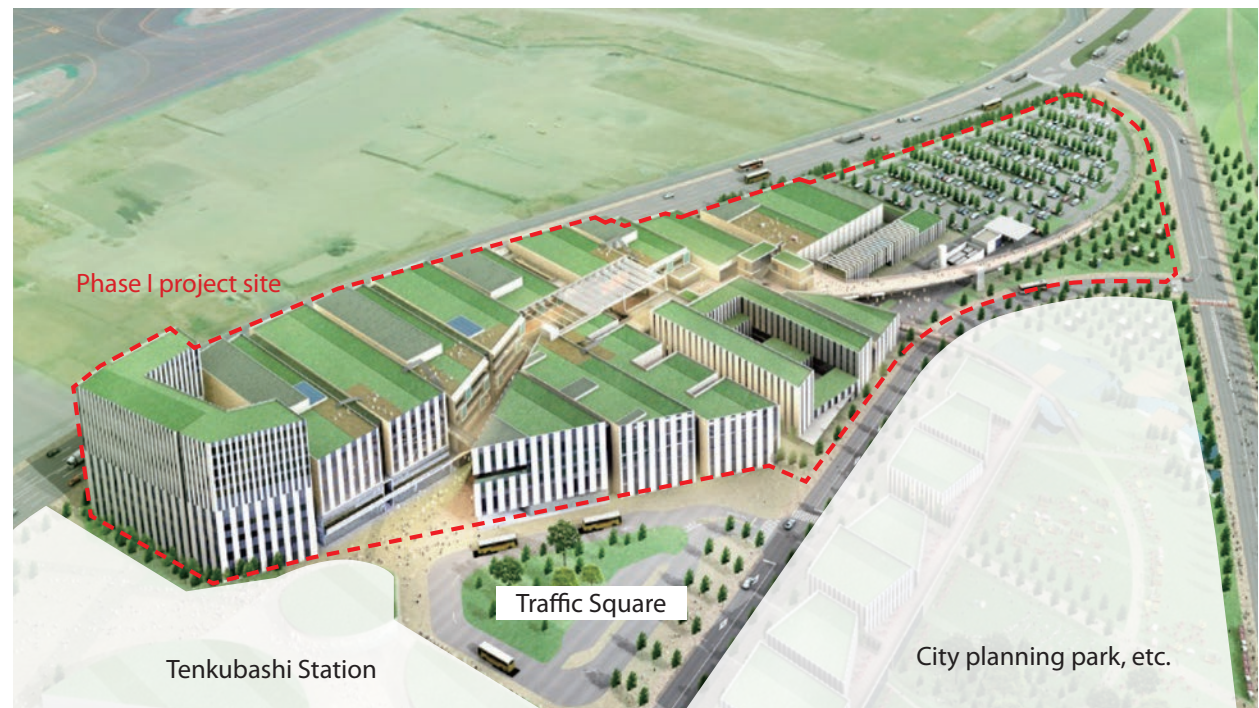 Phase I project site
Traffic Square
Tenkubashi Station
City planning park, etc.